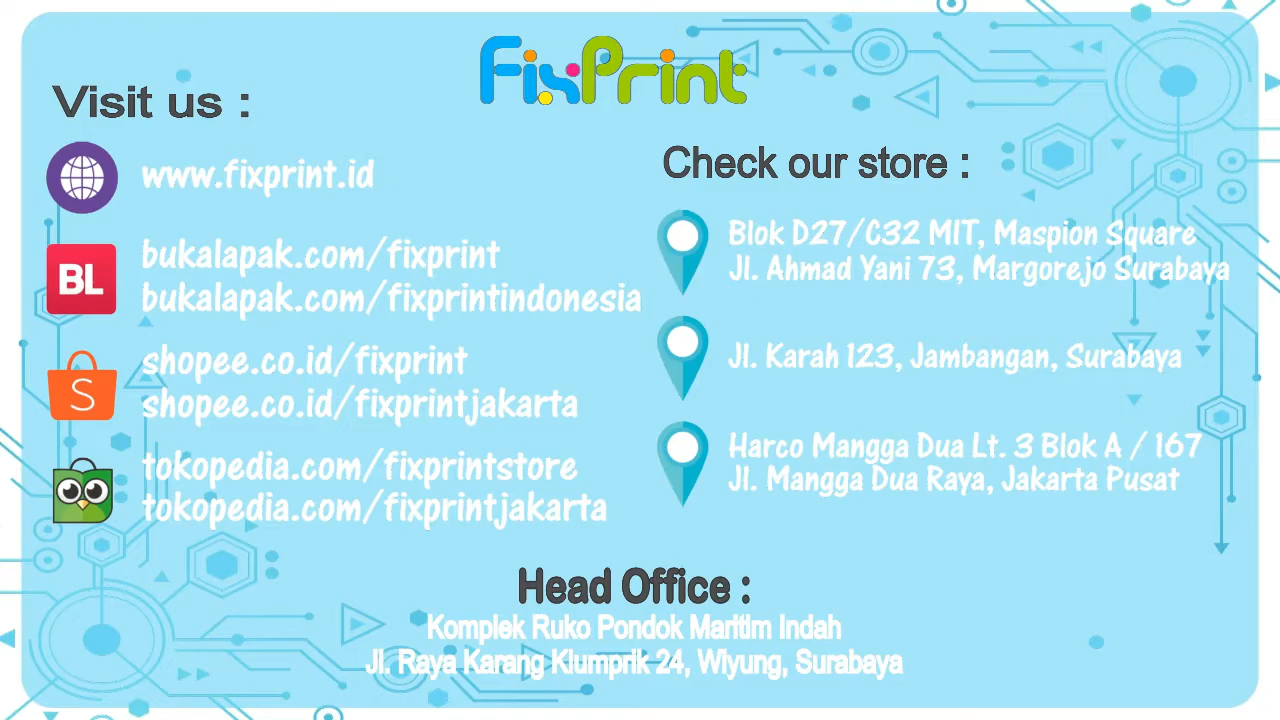 FixPrint
Visit us :
www.fixprint.id
BL
bukalapak.com/fixprint
bukalapak.com/fixprintindonesia
S
shopee.co.id/fixprint
shopee.co.id/fixprintjakarta
tokopedia.com/fixprintstore
tokopedia.com/fixprintjakarta
Check our store :
Blok D27/C32 MIT, Maspion Square
Jl. Ahmad Yani 73, Margorejo Surabaya
Jl. Karah 123, Jambangan, Surabaya
Harco Mangga Dua Lt. 3 Blok A / 167
Jl. Mangga Dua Raya, Jakarta Pusat
Head Office :
Komplek Ruko Pondok Maritim Indah
Jl. Raya Karang Klumprik 24, Wiyung, Surabaya